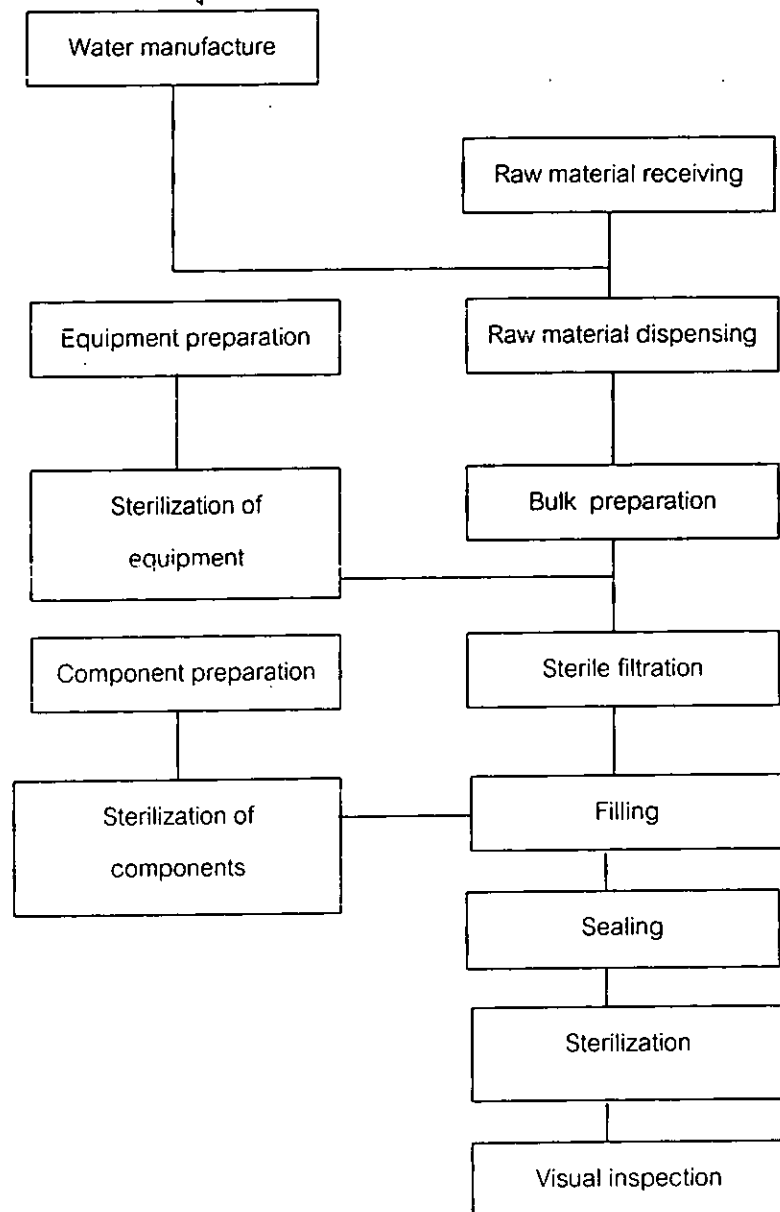 Water manufacture
Raw material receiving
Equipment preparation
Raw material dispensing
Sterilization of
equipment
Bulk preparation
Component preparation
Sterile filtration
Sterilization of
components
Filling
Sealing
Sterilization
Visual inspection